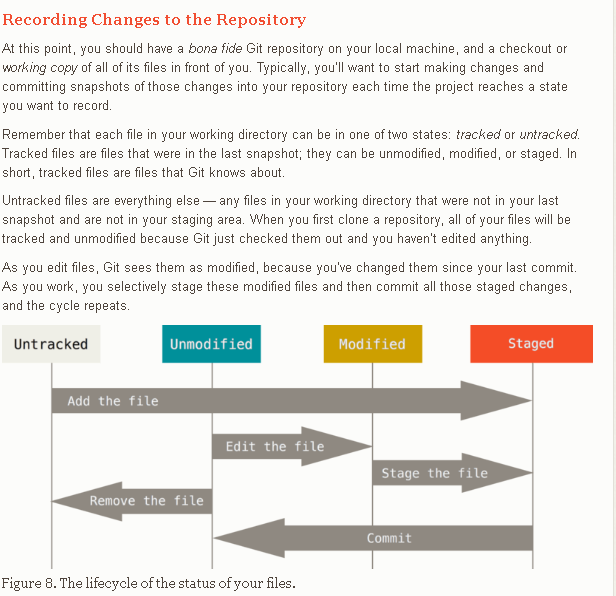 Recording Changes to the Repository
At this point, you should have a bona fide Git repository on your local machine, and a checkout or
working copy of all of its files in front of you. Typically, you'll want to start making changes and
committing snapshots of those changes into your repository each time the project reaches a state
you want to record.
Remember that each file in your working directory can be in one of two states: tracked or untracked.
Tracked files are files that were in the last snapshot; they can be unmodified, modified, or staged. In
short, tracked files are files that Git knows about.
Untracked files are everything else — any files in your working directory that were not in your last
snapshot and are not in your staging area. When you first clone a repository, all of your files will be
tracked and unmodified because Git just checked them out and you haven't edited anything.
As you edit files, Git sees them as modified, because you've changed them since your last commit.
As you work, you selectively stage these modified files and then commit all those staged changes,
and the cycle repeats.
Untracked Unmodified Modified Staged
Add the file
Edit the file
Stage the file
Remove the file
Commit
Figure 8. The lifecycle of the status of your files.